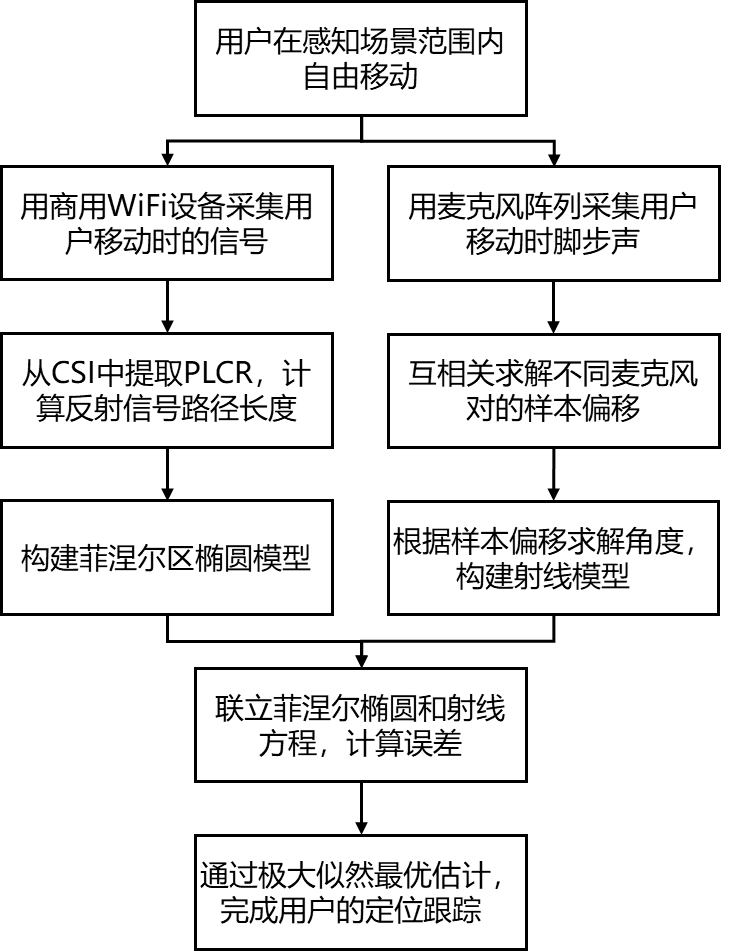 用户在感知场景范围内
自由移动
用商用WiFi设备采集用
户移动时的信号
用麦克风阵列采集用户
移动时脚步声
从CSI中提取PLCR，计
算反射信号路径长度
互相关求解不同麦克风
对的样本偏移
构建菲涅尔区椭圆模型
根据样本偏移求解角度，
构建射线模型
联立菲涅尔椭圆和射线
方程，计算误差
通过极大似然最优估计，
完成用户的定位跟踪